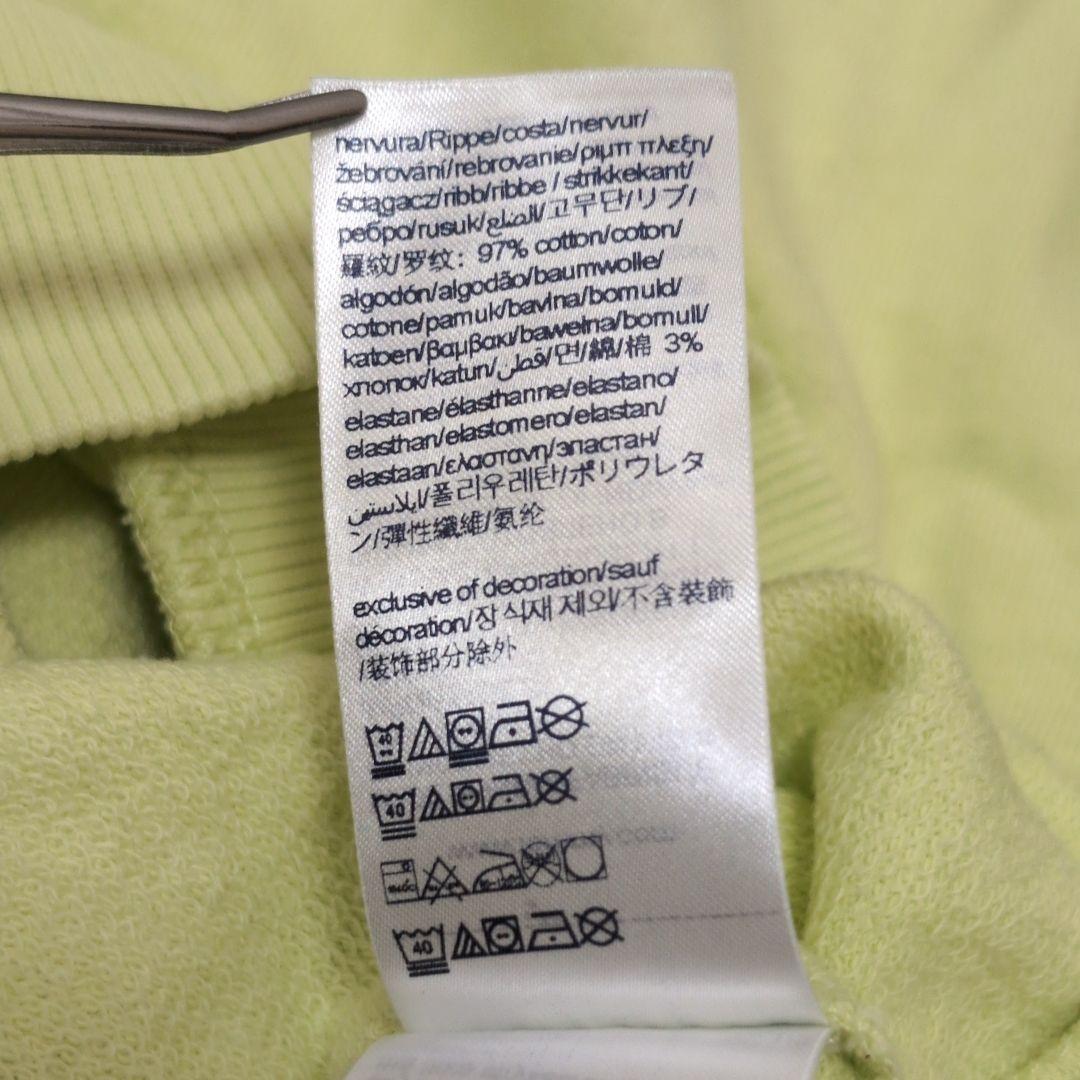 nervura/Rippe/costa/nervur/
žebrování/rebrovanie/ριμπ πλεξη/
ściągacz/ribb/ribbe / strikkekant/
ребро/rusuk/الضلع/고무단/リブ/
羅紋/罗纹: 97% cotton/coton/
algodón/algodão/baumwolle/
cotone/pamuk/bavlna/bomuld/
katoen/βαμβακι/bawełna/bomull/
хлопок/katun/قطن/면/綿/棉 3%
elastane/élasthanne/elastano/
elasthan/elastomero/elastan/
elastaan/ελαστανη/эластан/
ايلاستين/폴리우레탄/ポリウレタ
ン/彈性纖維/氨纶
exclusive of decoration/sauf
décoration/장식재 제외/不含裝飾
/装饰部分除外
40
40